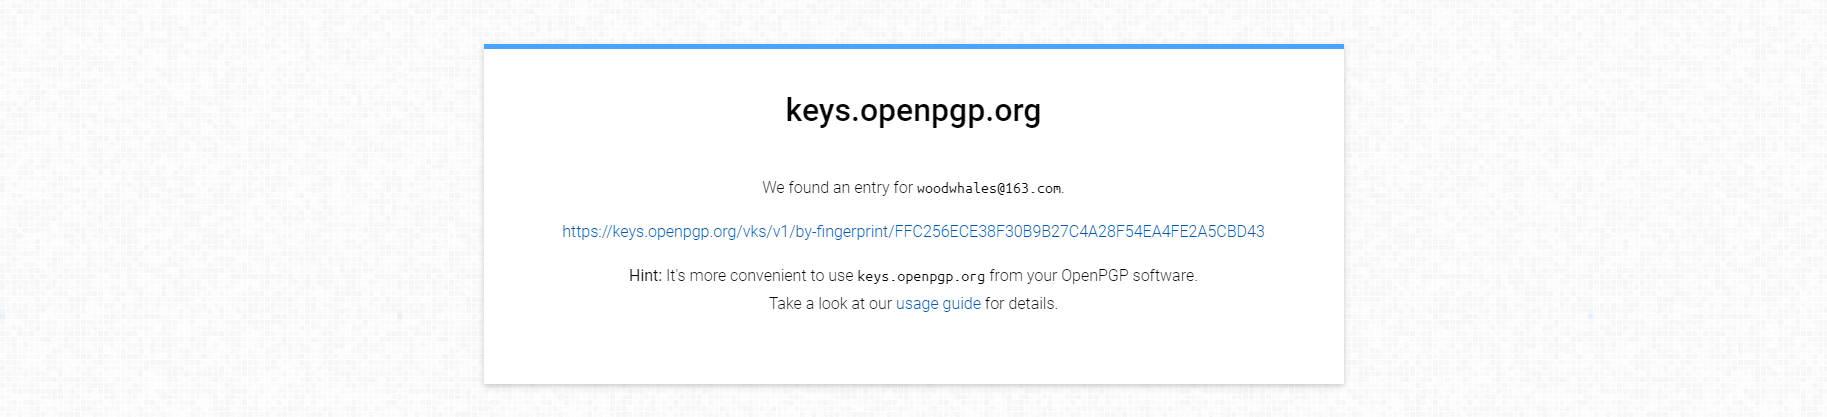 keys.openpgp.org
We found an entry for woodwhales@163.com.
https://keys.openpgp.org/vks/v1/by-fingerprint/FFC256ECE38F30B9B27C4A28F54EA4FE2A5CBD43
Hint: It's more convenient to use keys.openpgp.org from your OpenPGP software.
Take a look at our usage guide for details.